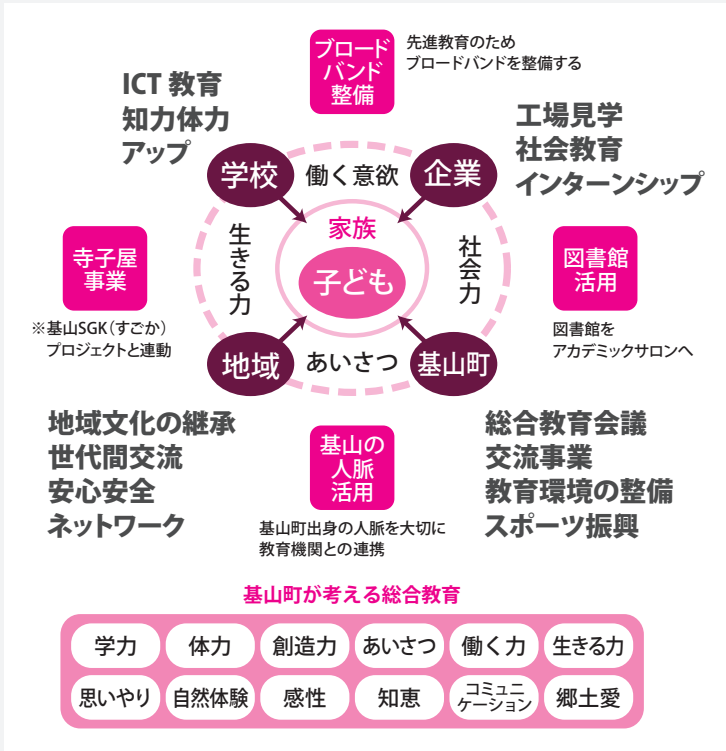 ブロード
バンド
整備
先進教育のため
ブロードバンドを整備する
ICT 教育
知力体力
アップ
工場見学
社会教育
インターンシップ
学校
働く意欲
企業
生きる力
家族
子ども
社会力
寺子屋
事業
※基山SGK（すごか）
プロジェクトと連動
図書館
活用
図書館を
アカデミックサロンへ
地域
あいさつ
基山町
地域文化の継承
世代間交流
安心安全
ネットワーク
基山の
人脈
活用
基山町出身の人脈を大切に
教育機関との連携
総合教育会議
交流事業
教育環境の整備
スポーツ振興
基山町が考える総合教育
学力
体力
創造力
あいさつ
働く力
生きる力
思いやり
自然体験
感性
知恵
コミュニ
ケーション
郷土愛